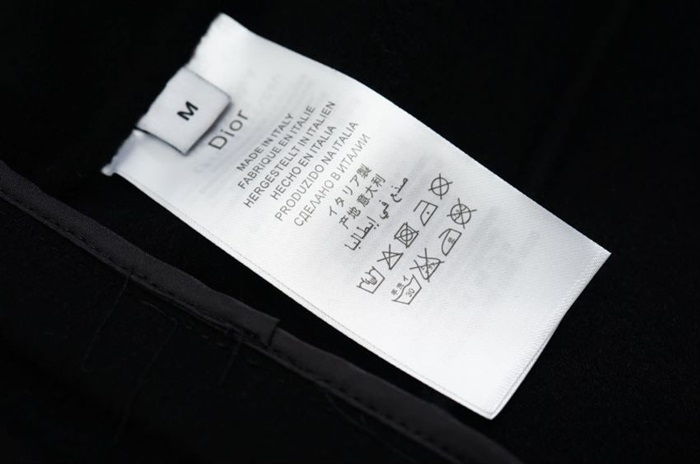 M
Dior
MADE IN ITALY
FABRIQUE EN ITALIE
HERGESTELLT IN ITALIEN
HECHO EN ITALIA
PRODUZIDO NA ITALIA
СДЕЛАНО В ИТАЛИИ
イタリア製
产地 意大利
صنع في إيطاليا
30